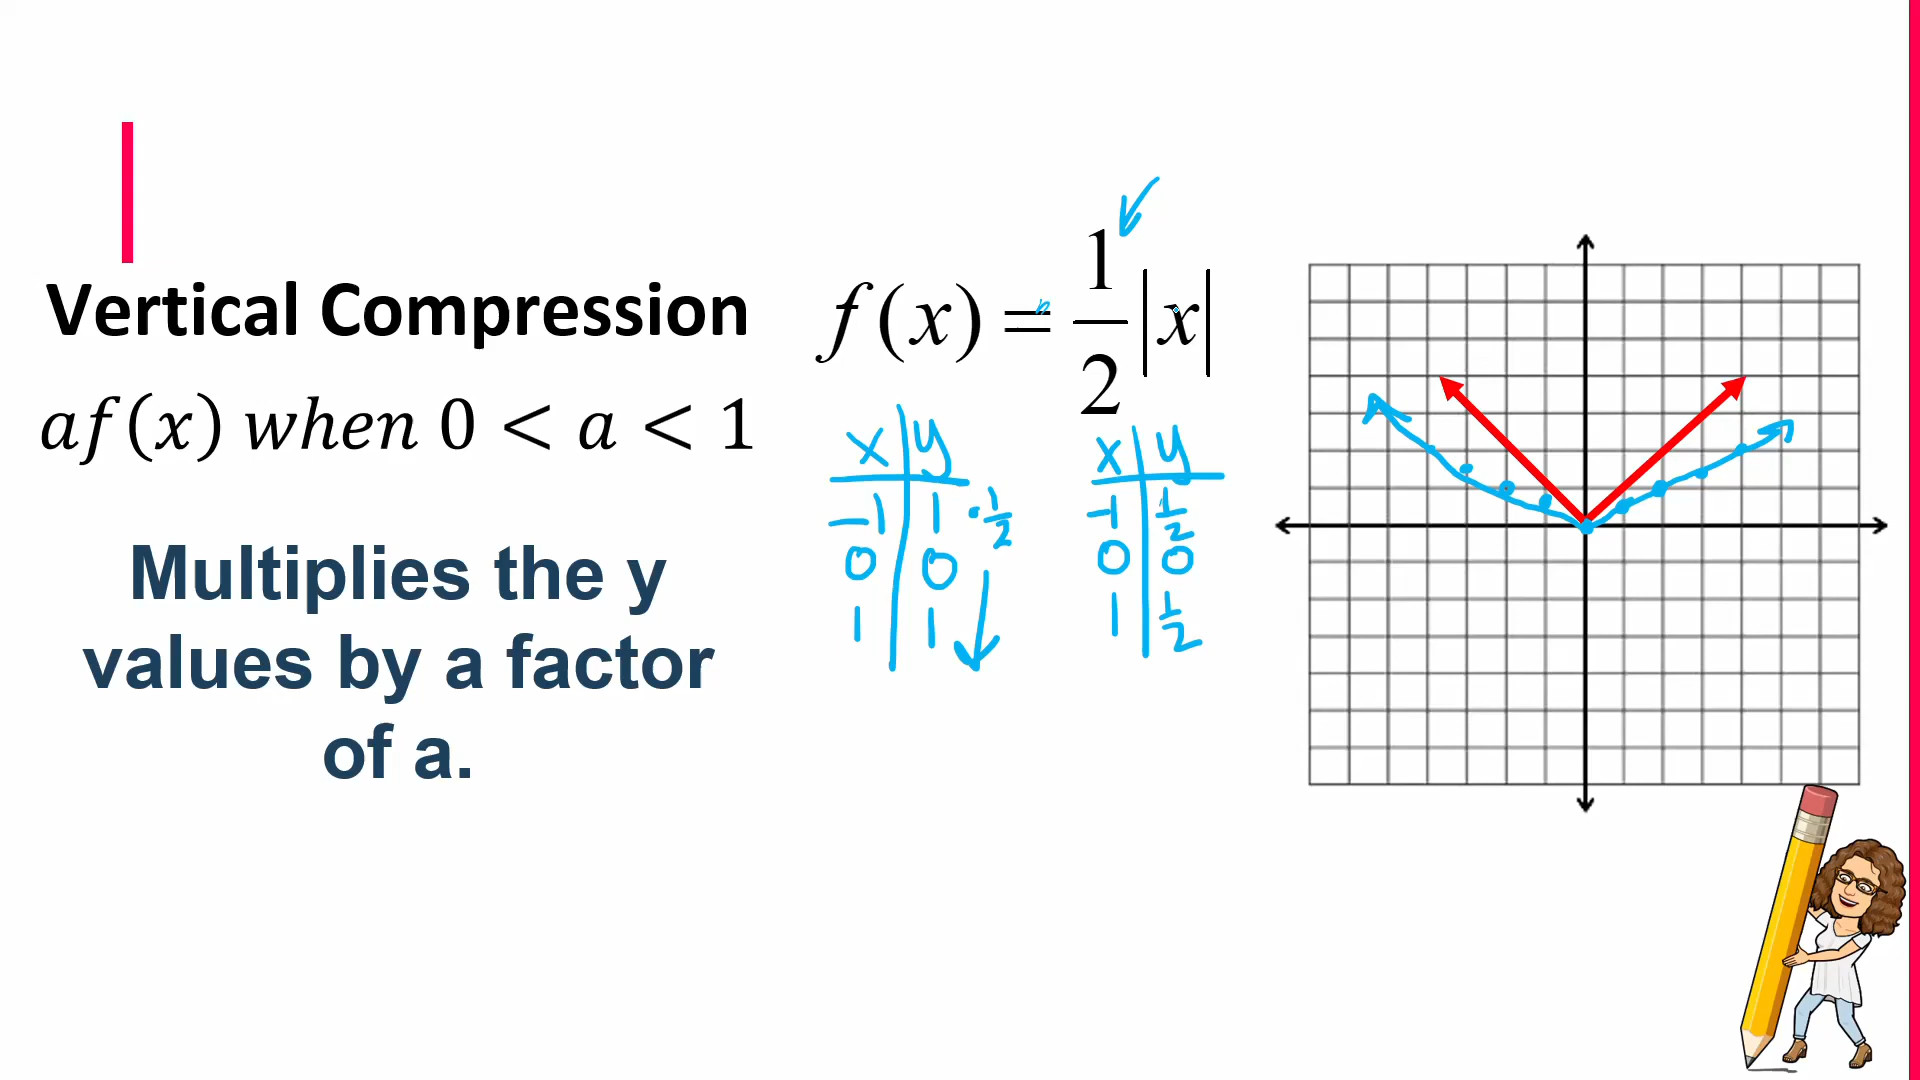 Vertical Compression
af(x) when 0 < a < 1
Multiplies the y
values by a factor
of a.
f(x) = 1/2 |x|
x | y
-1 | 1 · 1/2
0 | 0
1 | 1
x | y
-1 | 1/2
0 | 0
1 | 1/2